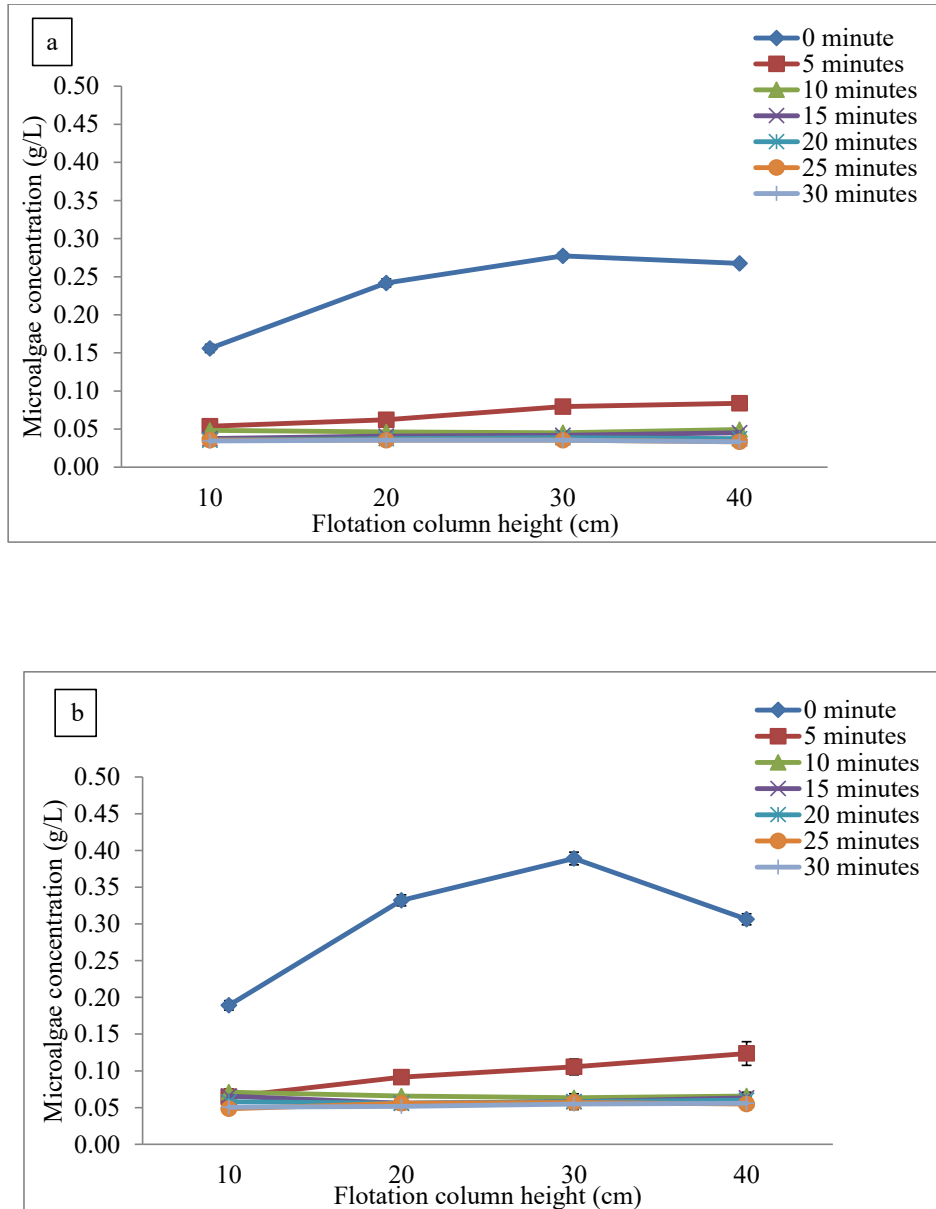 a
0 minute
5 minutes
10 minutes
15 minutes
20 minutes
25 minutes
30 minutes
Microalgae concentration (g/L)
0.50
0.45
0.40
0.35
0.30
0.25
0.20
0.15
0.10
0.05
0.00
10 20 30 40
Flotation column height (cm)
b
0 minute
5 minutes
10 minutes
15 minutes
20 minutes
25 minutes
30 minutes
Microalgae concentration (g/L)
0.50
0.45
0.40
0.35
0.30
0.25
0.20
0.15
0.10
0.05
0.00
10 20 30 40
Flotation column height (cm)